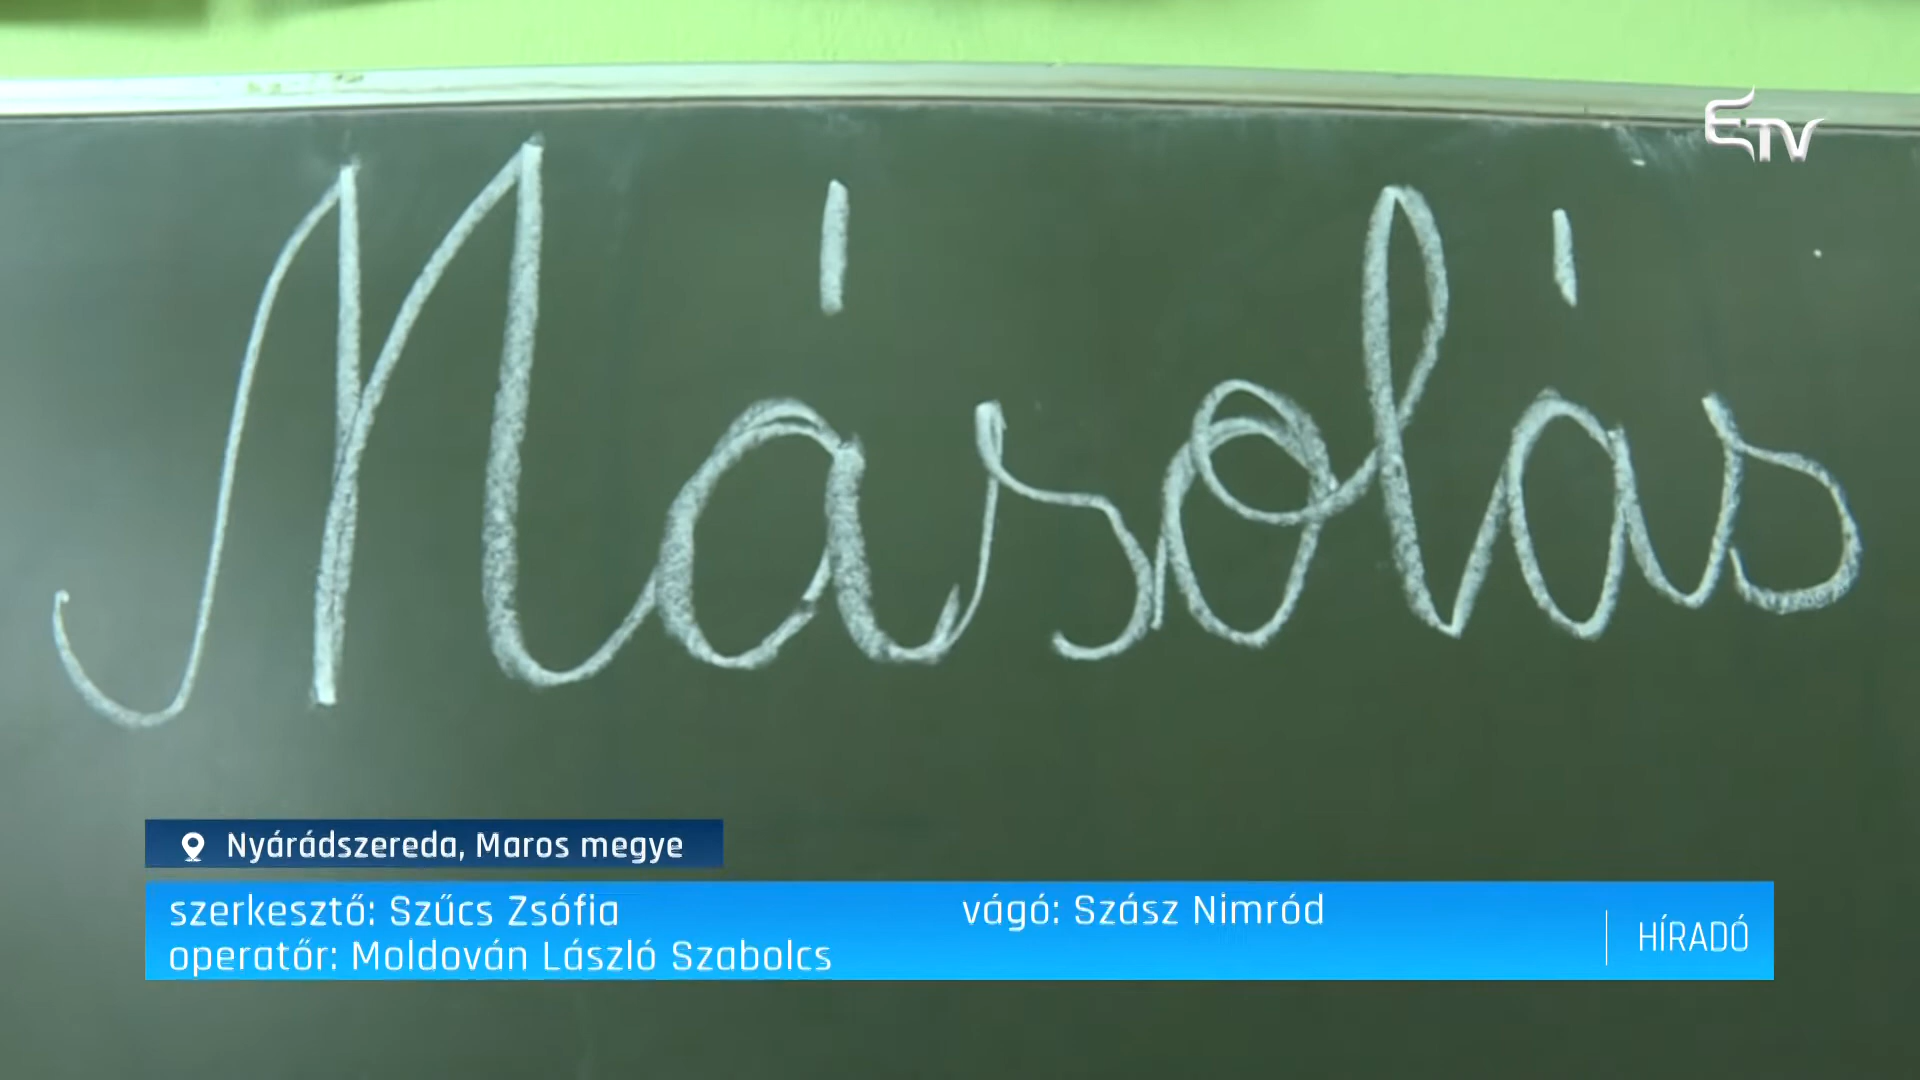 ETV
Másolás
Nyárádszereda, Maros megye
szerkesztő: Szűcs Zsófia
operatőr: Moldován László Szabolcs
vágó: Szász Nimród
HÍRADÓ